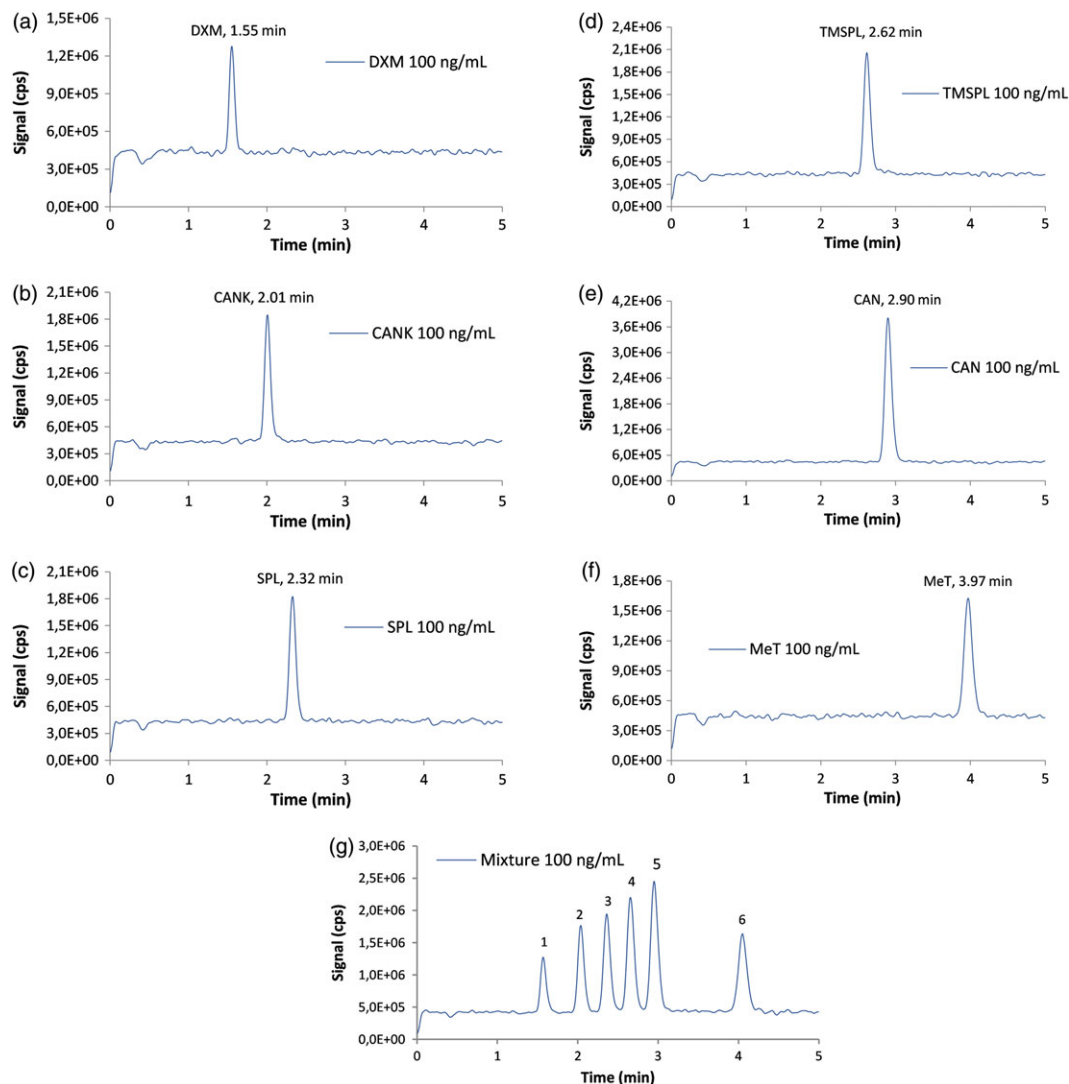 (a)
1,5E+06
1,2E+06
9,0E+05
6,0E+05
3,0E+05
0,0E+00
Signal (cps)
DXM, 1.55 min
DXM 100 ng/mL
0 1 2 3 4 5
Time (min)
(b)
2,1E+06
1,8E+06
1,5E+06
1,2E+06
9,0E+05
6,0E+05
3,0E+05
0,0E+00
Signal (cps)
CANK, 2.01 min
CANK 100 ng/mL
0 1 2 3 4 5
Time (min)
(c)
2,1E+06
1,8E+06
1,5E+06
1,2E+06
9,0E+05
6,0E+05
3,0E+05
0,0E+00
Signal (cps)
SPL, 2.32 min
SPL 100 ng/mL
0 1 2 3 4 5
Time (min)
(d)
2,4E+06
2,1E+06
1,8E+06
1,5E+06
1,2E+06
9,0E+05
6,0E+05
3,0E+05
0,0E+00
Signal (cps)
TMSPL, 2.62 min
TMSPL 100 ng/mL
0 1 2 3 4 5
Time (min)
(e)
4,2E+06
3,6E+06
3,0E+06
2,4E+06
1,8E+06
1,2E+06
6,0E+05
0,0E+00
Signal (cps)
CAN, 2.90 min
CAN 100 ng/mL
0 1 2 3 4 5
Time (min)
(f)
1,8E+06
1,5E+06
1,2E+06
9,0E+05
6,0E+05
3,0E+05
0,0E+00
Signal (cps)
MeT, 3.97 min
MeT 100 ng/mL
0 1 2 3 4 5
Time (min)
(g)
3,0E+06
2,5E+06
2,0E+06
1,5E+06
1,0E+06
5,0E+05
0,0E+00
Signal (cps)
Mixture 100 ng/mL
1 2 3 4 5 6
0 1 2 3 4 5
Time (min)